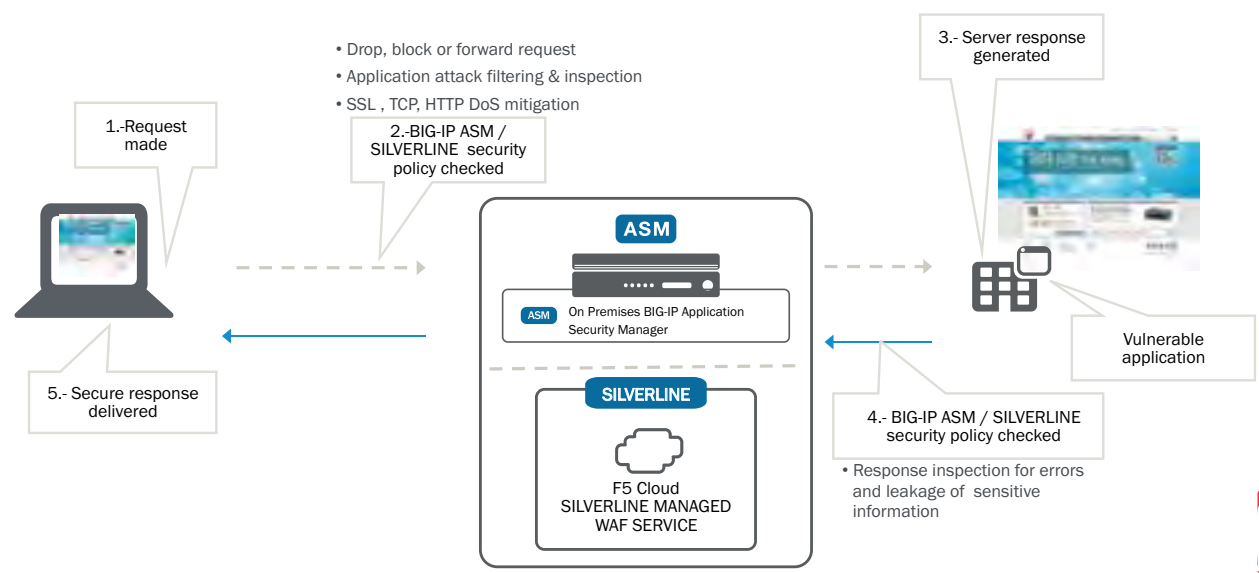 • Drop, block or forward request
• Application attack filtering & inspection
• SSL , TCP, HTTP DoS mitigation
1.-Request
made
2.-BIG-IP ASM /
SILVERLINE  security
policy checked
3.- Server response
generated
ASM
ASM
On Premises BIG-IP Application
Security Manager
Vulnerable
application
5.- Secure response
delivered
SILVERLINE
F5 Cloud
SILVERLINE MANAGED
WAF SERVICE
4.- BIG-IP ASM / SILVERLINE
security policy checked
• Response inspection for errors
and leakage of  sensitive
information